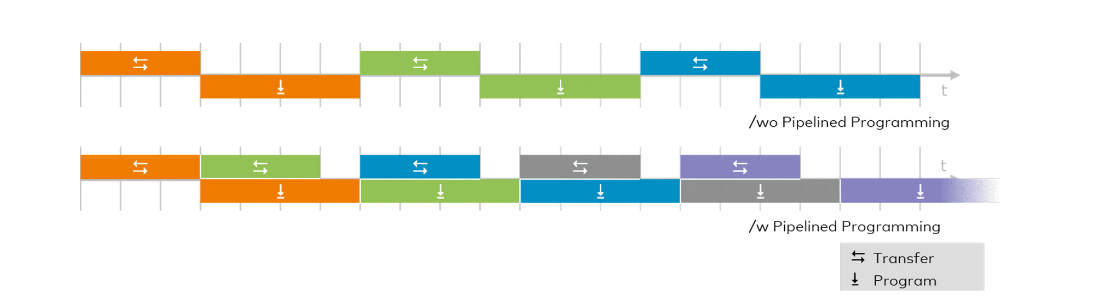 t
/wo Pipelined Programming
t
/w Pipelined Programming
Transfer
Program